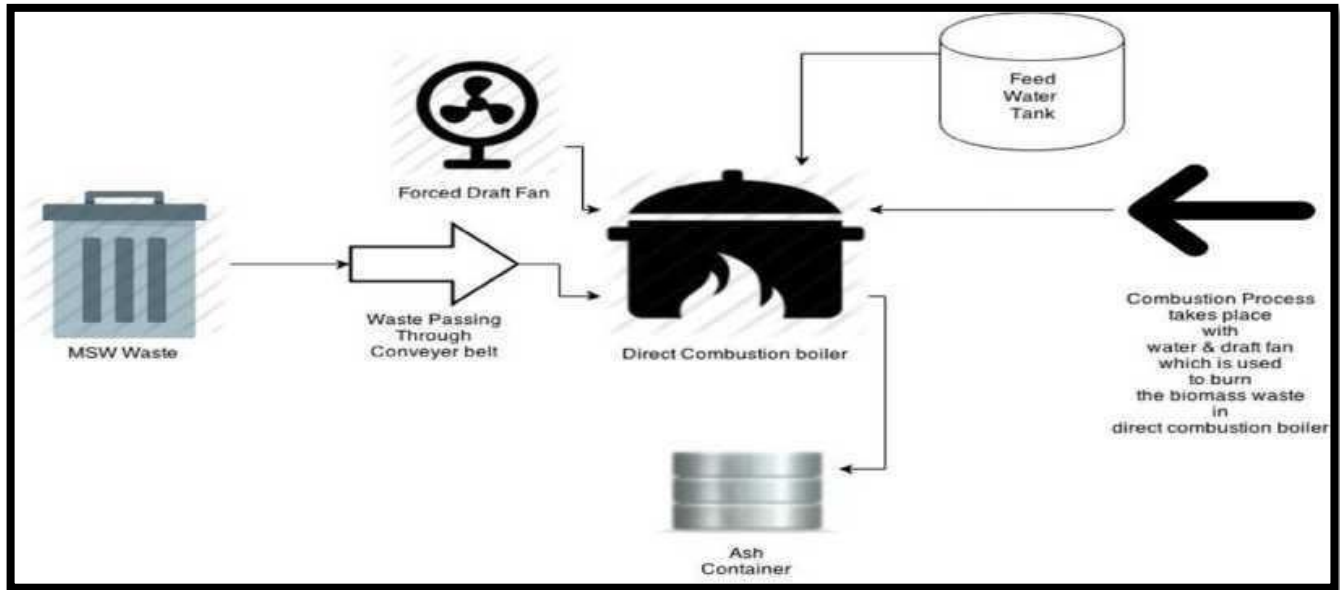 Feed
Water
Tank
Forced Draft Fan
MSW Waste
Waste Passing
Through
Conveyer belt
Direct Combustion boiler
Combustion Process
takes place
with
water & draft fan
which is used
to burn
the biomass waste
in
direct combustion boiler
Ash
Container